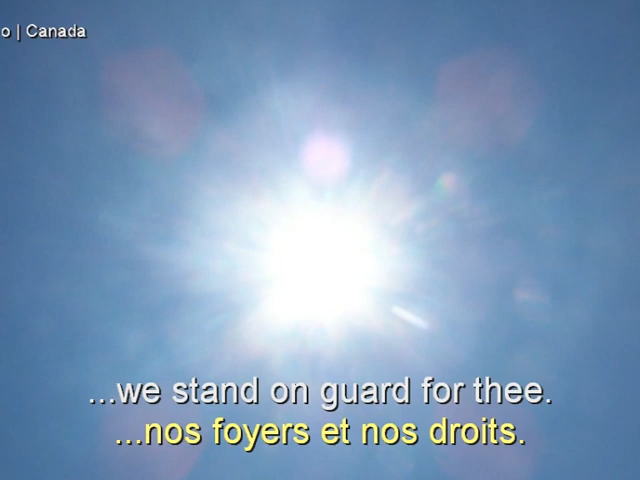 o | Canada
...we stand on guard for thee.
...nos foyers et nos droits.